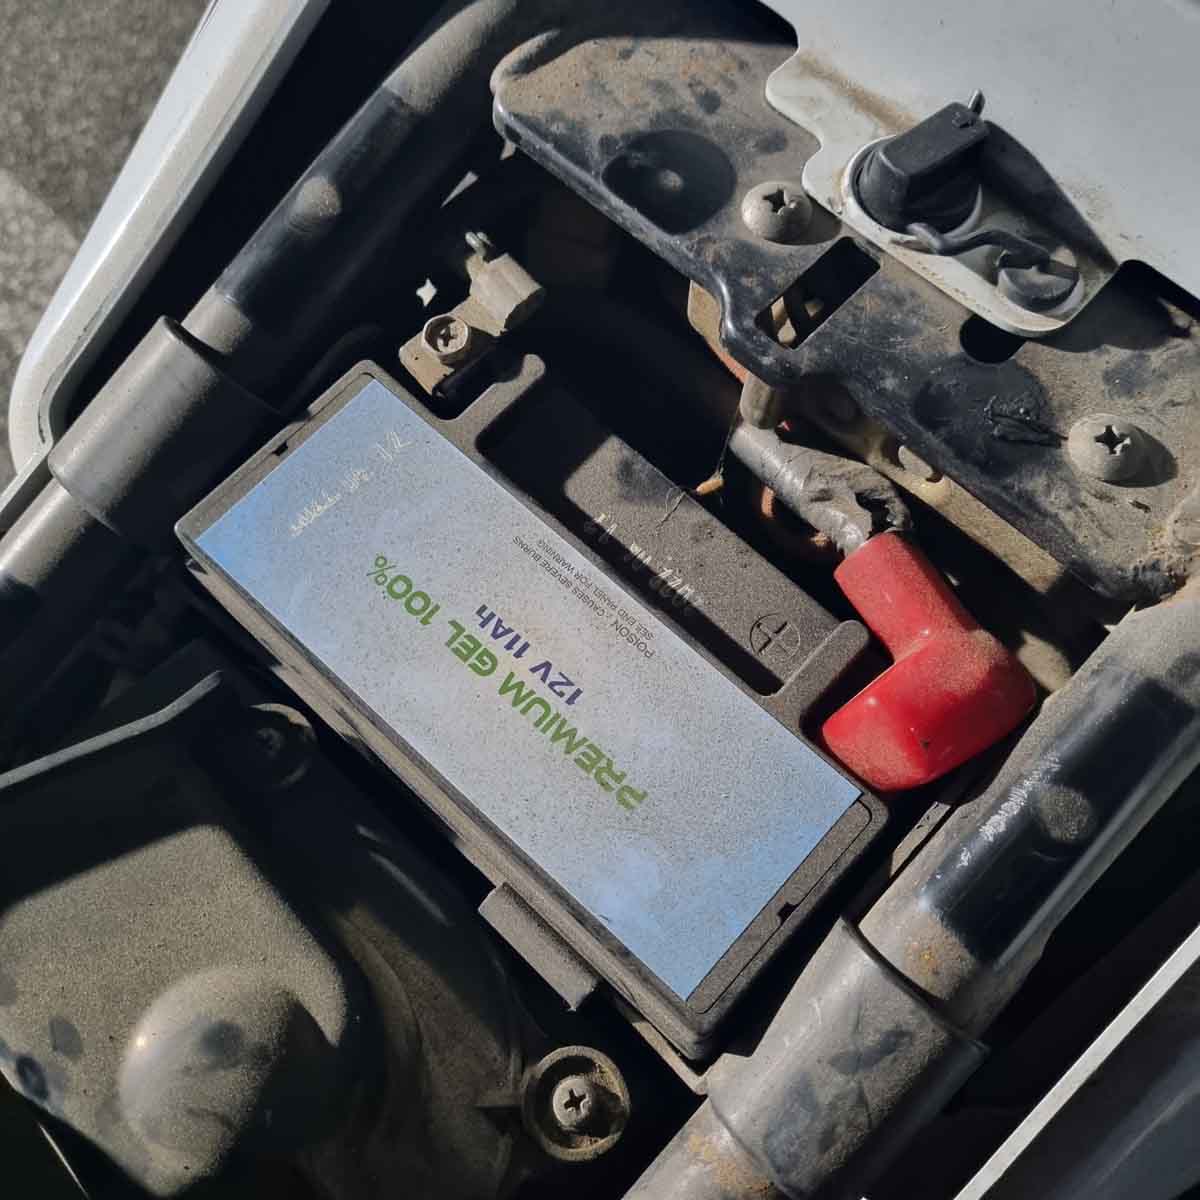 PREMIUM GEL 100%
12V 11Ah
POISON - CAUSES SEVERE BURNS
SEE END PANEL FOR WARNING